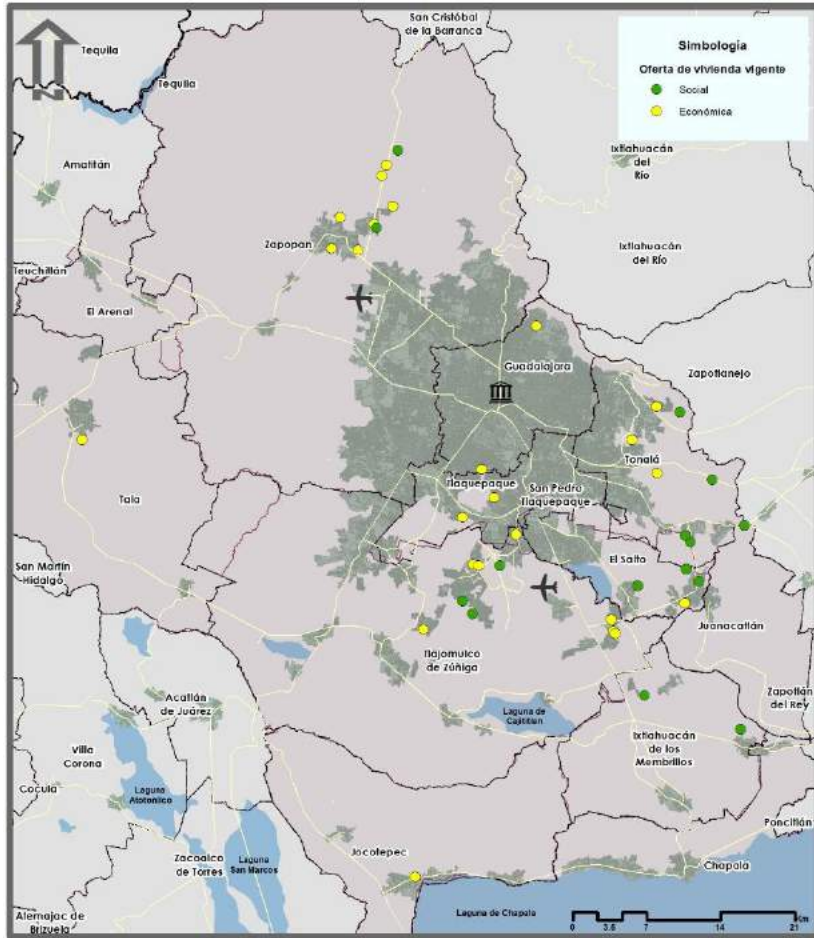 San Cristóbal
de la Barranca
Tequila
Tequila
N
Simbología
Oferta de vivienda vigente
Social
Económica
Ixtlahuacán
del
Río
Amatitán
Zapopan
Ixtlahuacán
del Río
Teuchitlán
El Arenal
Guadalajara
Zapotlanejo
Tonalá
Tlaquepaque
San Pedro
Tlaquepaque
Tala
El Salto
San Martín
Hidalgo
Juanacatlán
Tlajomulco
de Zúñiga
Acatlán
de Juárez
Laguna de
Cajititlen
Zapotlán
del Rey
Ixtlahuacán
de los
Membrillos
Villa
Corona
Cocula
Laguna
Atotonilco
Poncitlán
Jocotepec
Chapala
Zacoalco
de Torres
Laguna
San Marcos
Atemajac de
Brizuela
Laguna de Chapala
0 3.5 7 14 21
Km